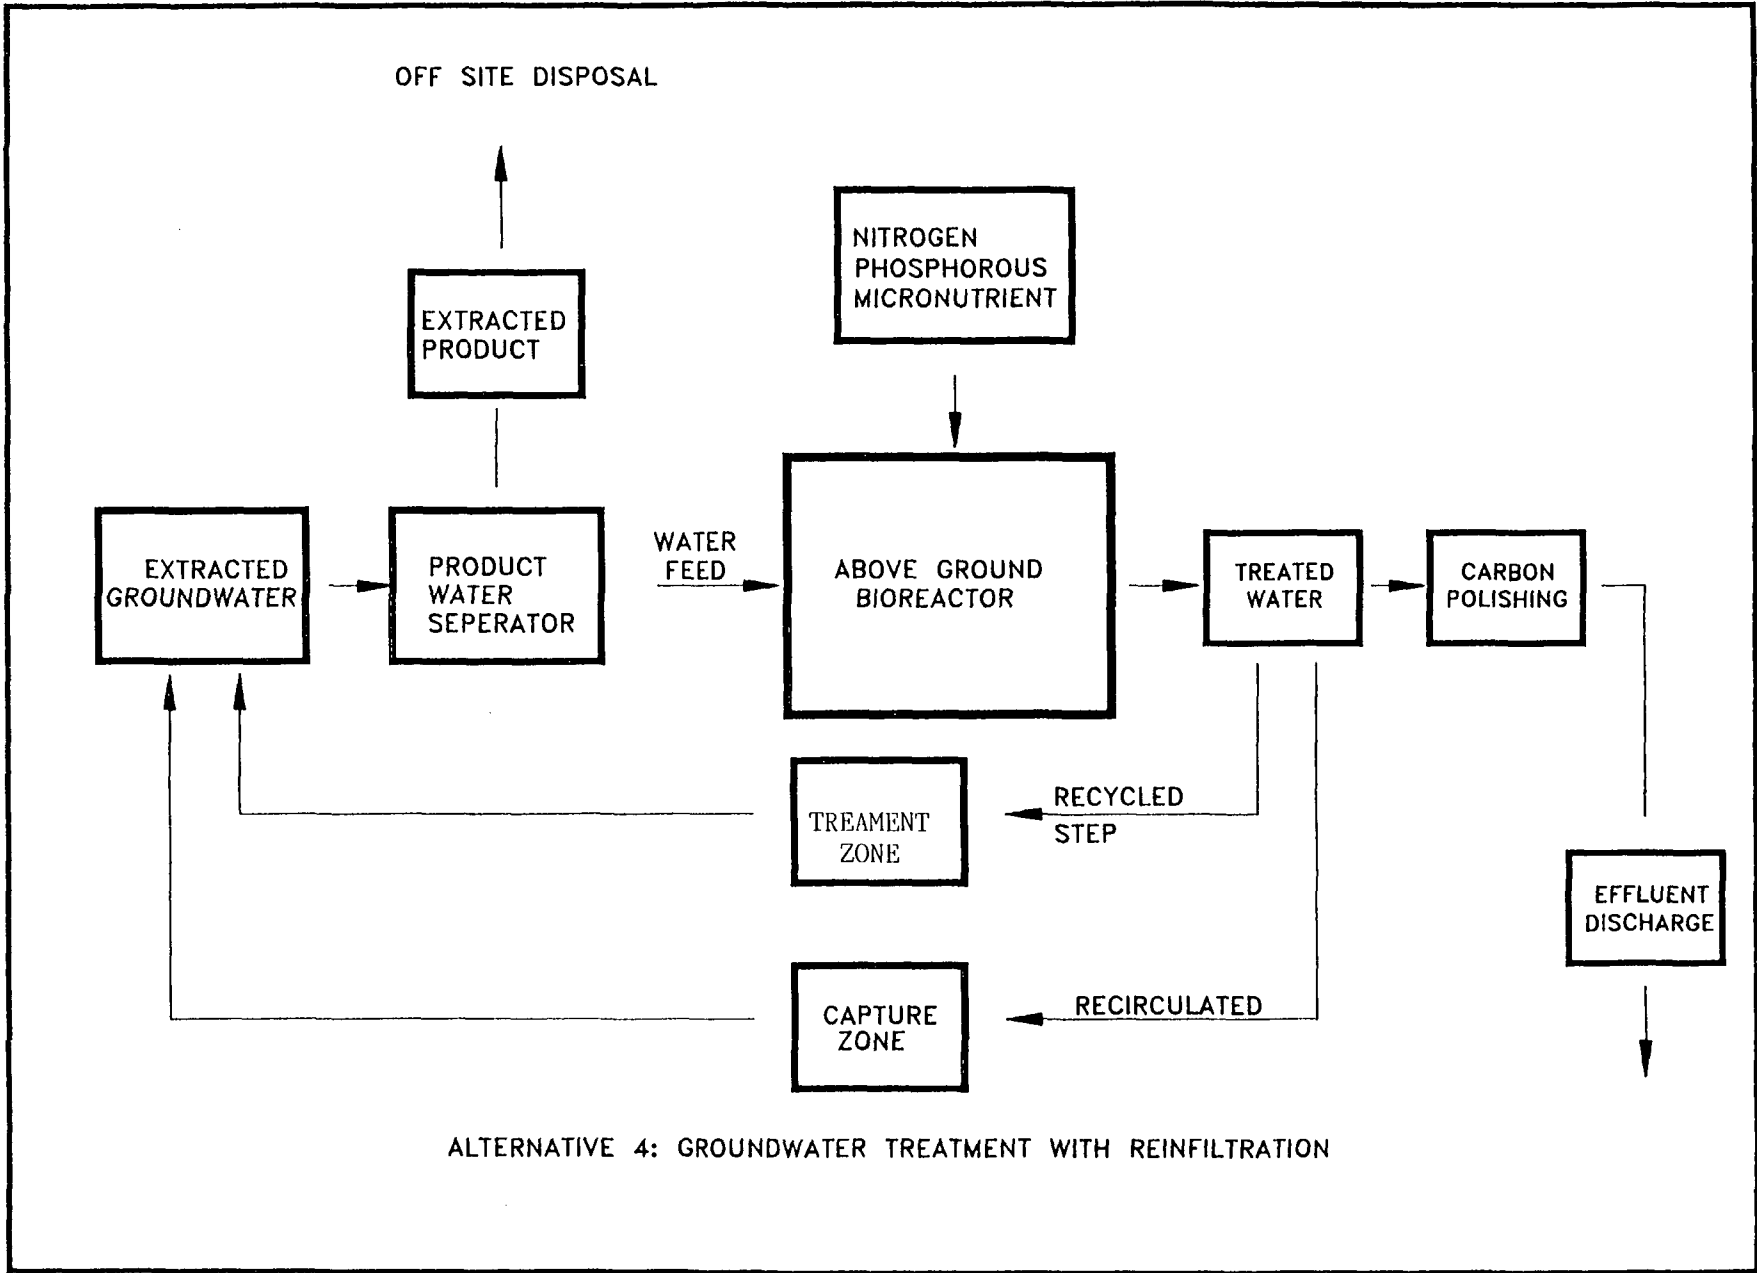 OFF SITE DISPOSAL
NITROGEN
PHOSPHOROUS
MICRONUTRIENT
EXTRACTED
PRODUCT
EXTRACTED
GROUNDWATER
PRODUCT
WATER
SEPERATOR
WATER
FEED
ABOVE GROUND
BIOREACTOR
TREATED
WATER
CARBON
POLISHING
TREAMENT
ZONE
RECYCLED
STEP
EFFLUENT
DISCHARGE
CAPTURE
ZONE
RECIRCULATED
ALTERNATIVE 4: GROUNDWATER TREATMENT WITH REINFILTRATION